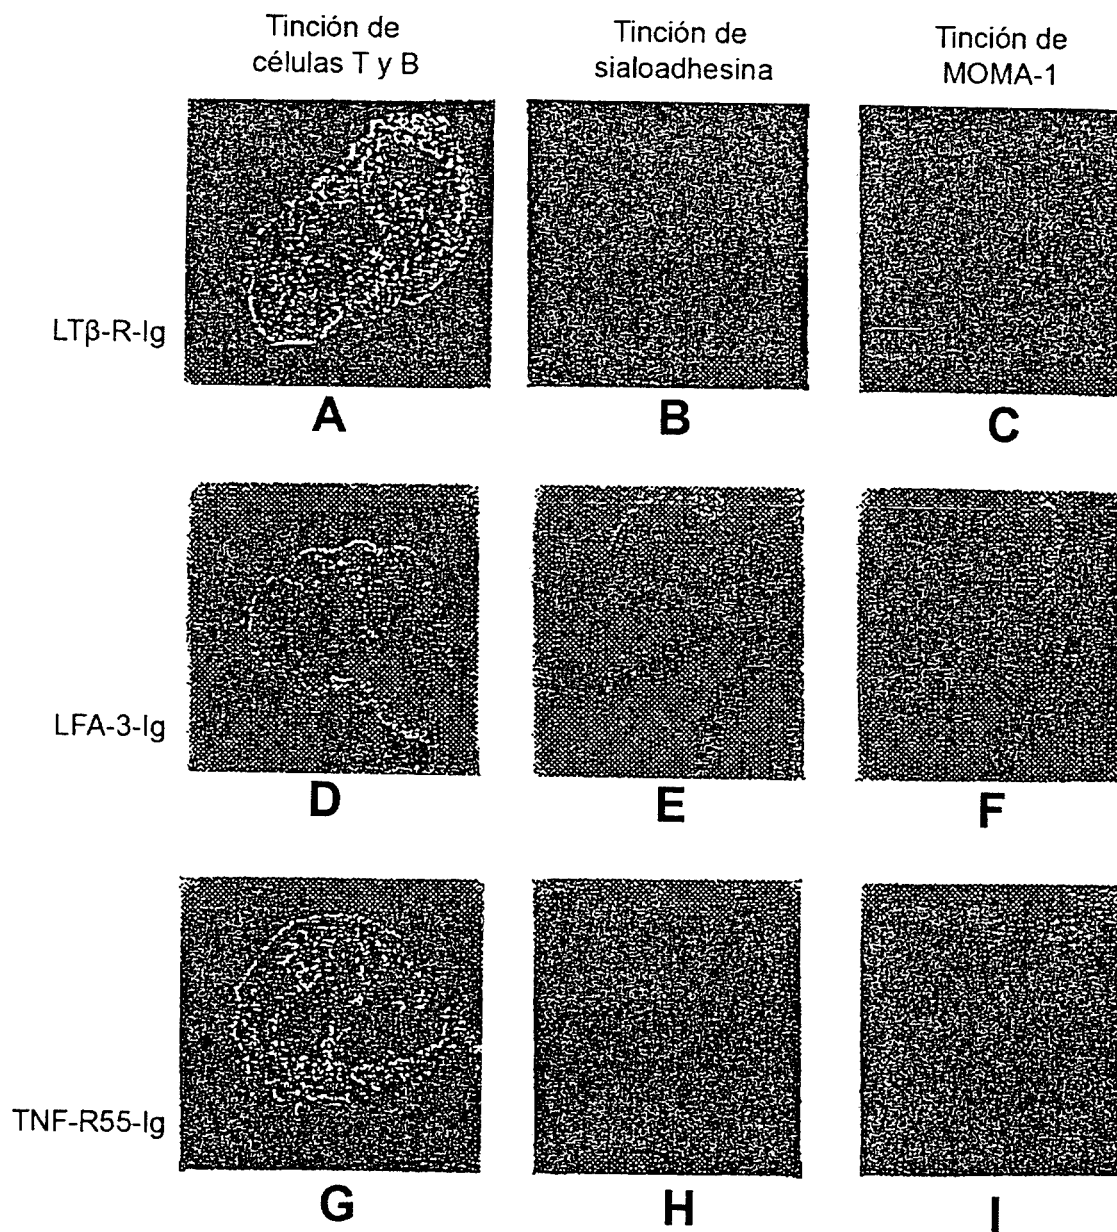 Tinción de
células T y B
Tinción de
sialoadhesina
Tinción de
MOMA-1
LTβ-R-Ig
A
B
C
LFA-3-Ig
D
E
F
TNF-R55-Ig
G
H
I